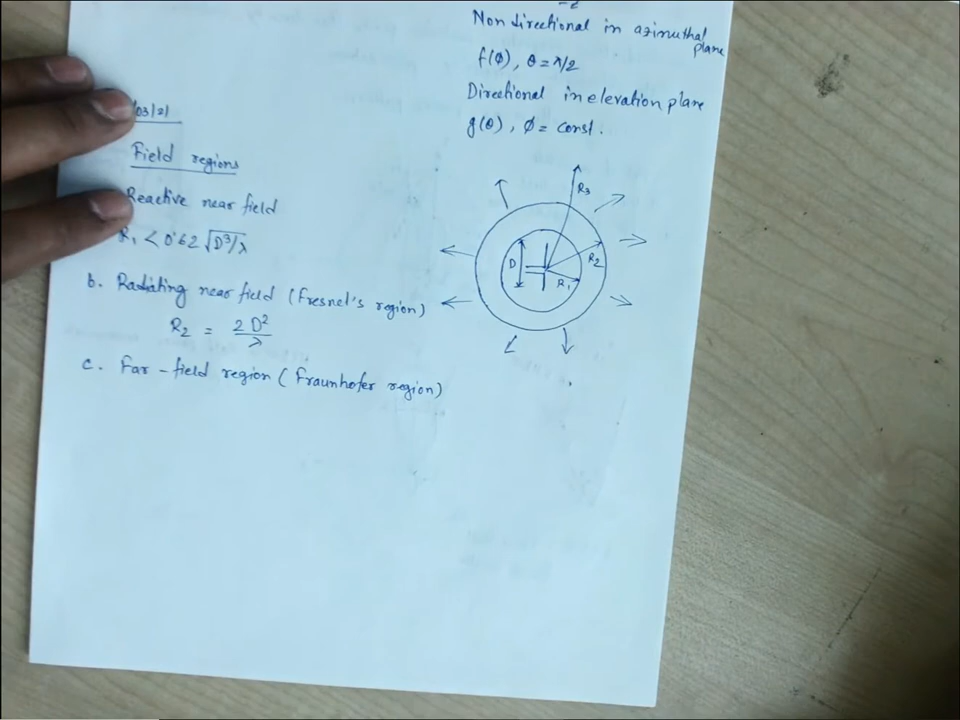 Non directional in azimuthal plane
f(φ), θ = π/2
Directional in elevation plane
g(θ), φ = const.
/03/21
Field regions
Reactive near field
R₁ < 0.62 √D³/λ
b. Radiating near field (Fresnel's region)
R₂ = 2D²/λ
c. Far-field region (Fraunhofer region)
R₃
D
R₂
R₁